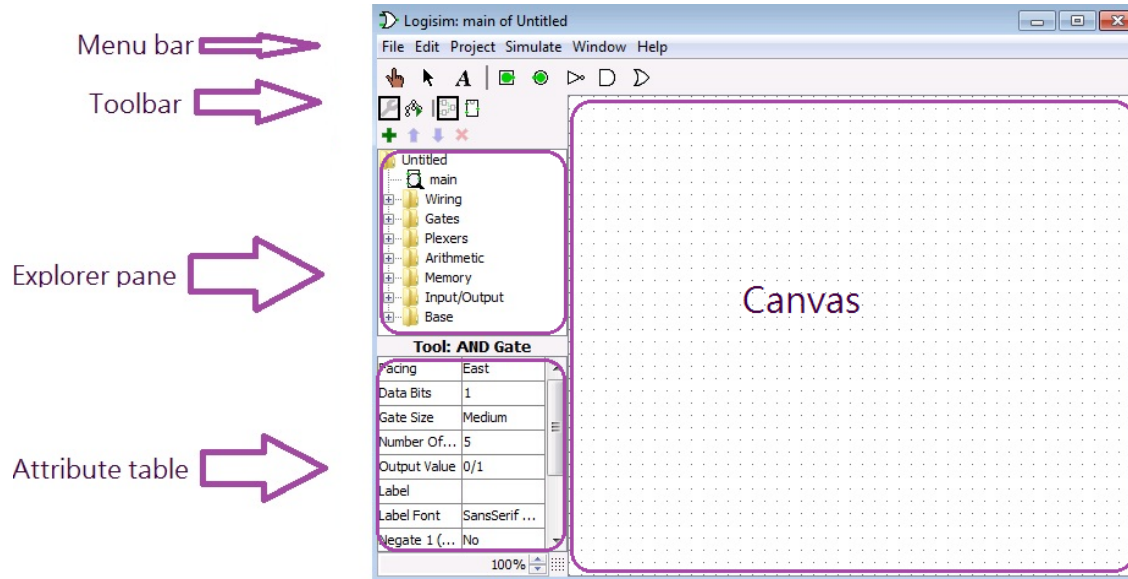 Logisim: main of Untitled
Menu bar
File Edit Project Simulate Window Help
Toolbar
A
Untitled
main
Wiring
Gates
Plexers
Explorer pane
Arithmetic
Memory
Input/Output
Base
Canvas
Tool: AND Gate
Facing East
Data Bits 1
Gate Size Medium
Number Of... 5
Attribute table
Output Value 0/1
Label
Label Font SansSerif ...
Negate 1 (... No
100%